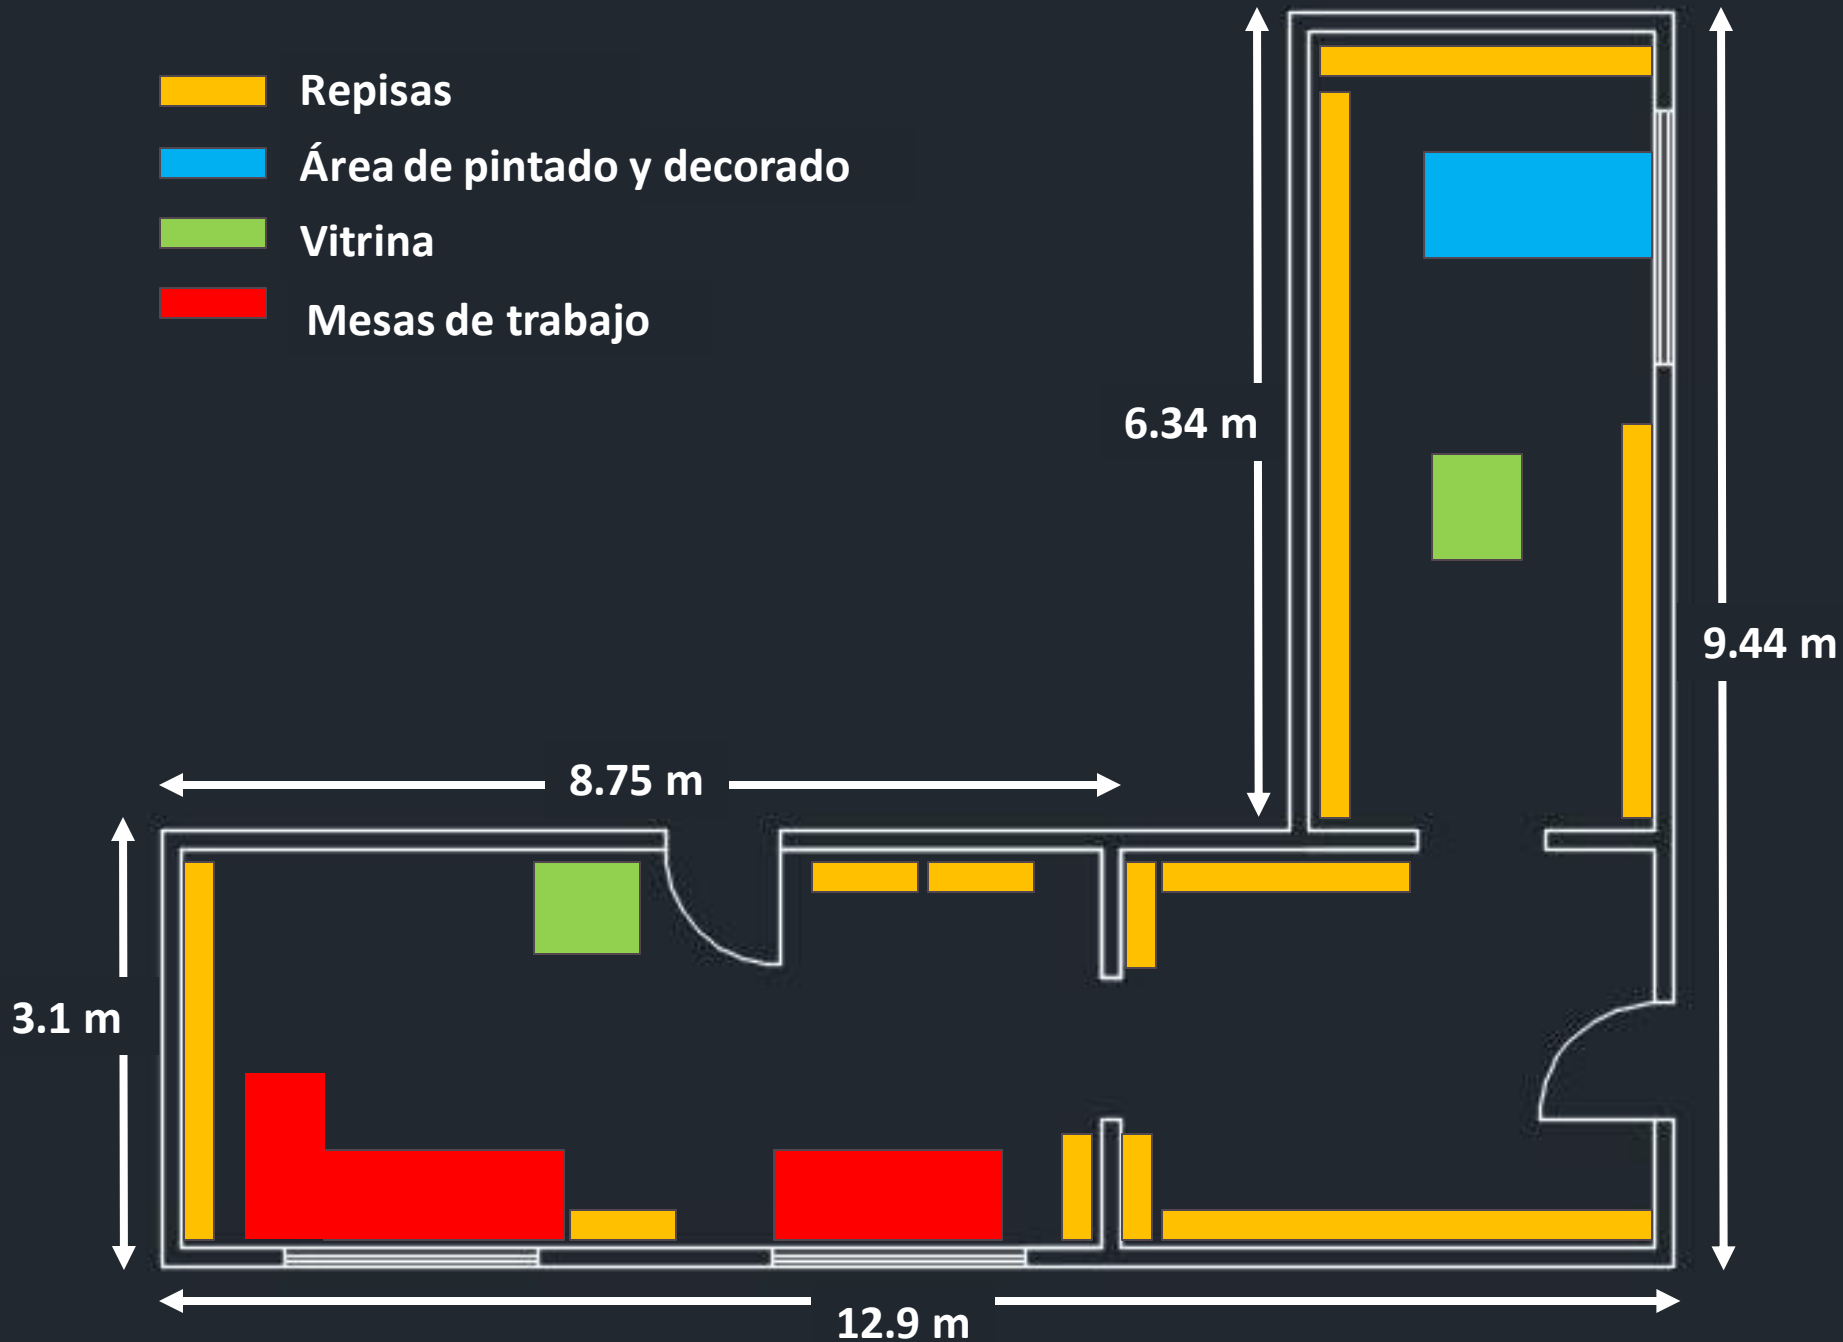 Repisas
Área de pintado y decorado
Vitrina
Mesas de trabajo
6.34 m
9.44 m
8.75 m
3.1 m
12.9 m